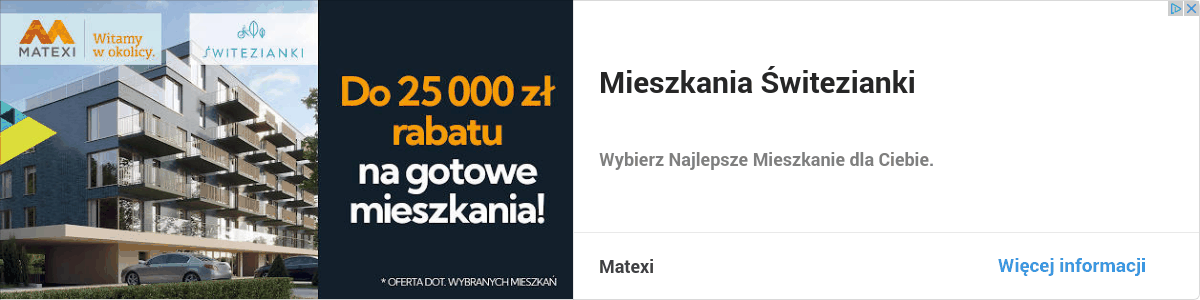 MATEXI
Witamy
w okolicy.
ŚWITEZIANKI
Do 25 000 zł
rabatu
na gotowe
mieszkania!
* OFERTA DOT. WYBRANYCH MIESZKAŃ
Mieszkania Świtezianki
Wybierz Najlepsze Mieszkanie dla Ciebie.
Matexi
Więcej informacji